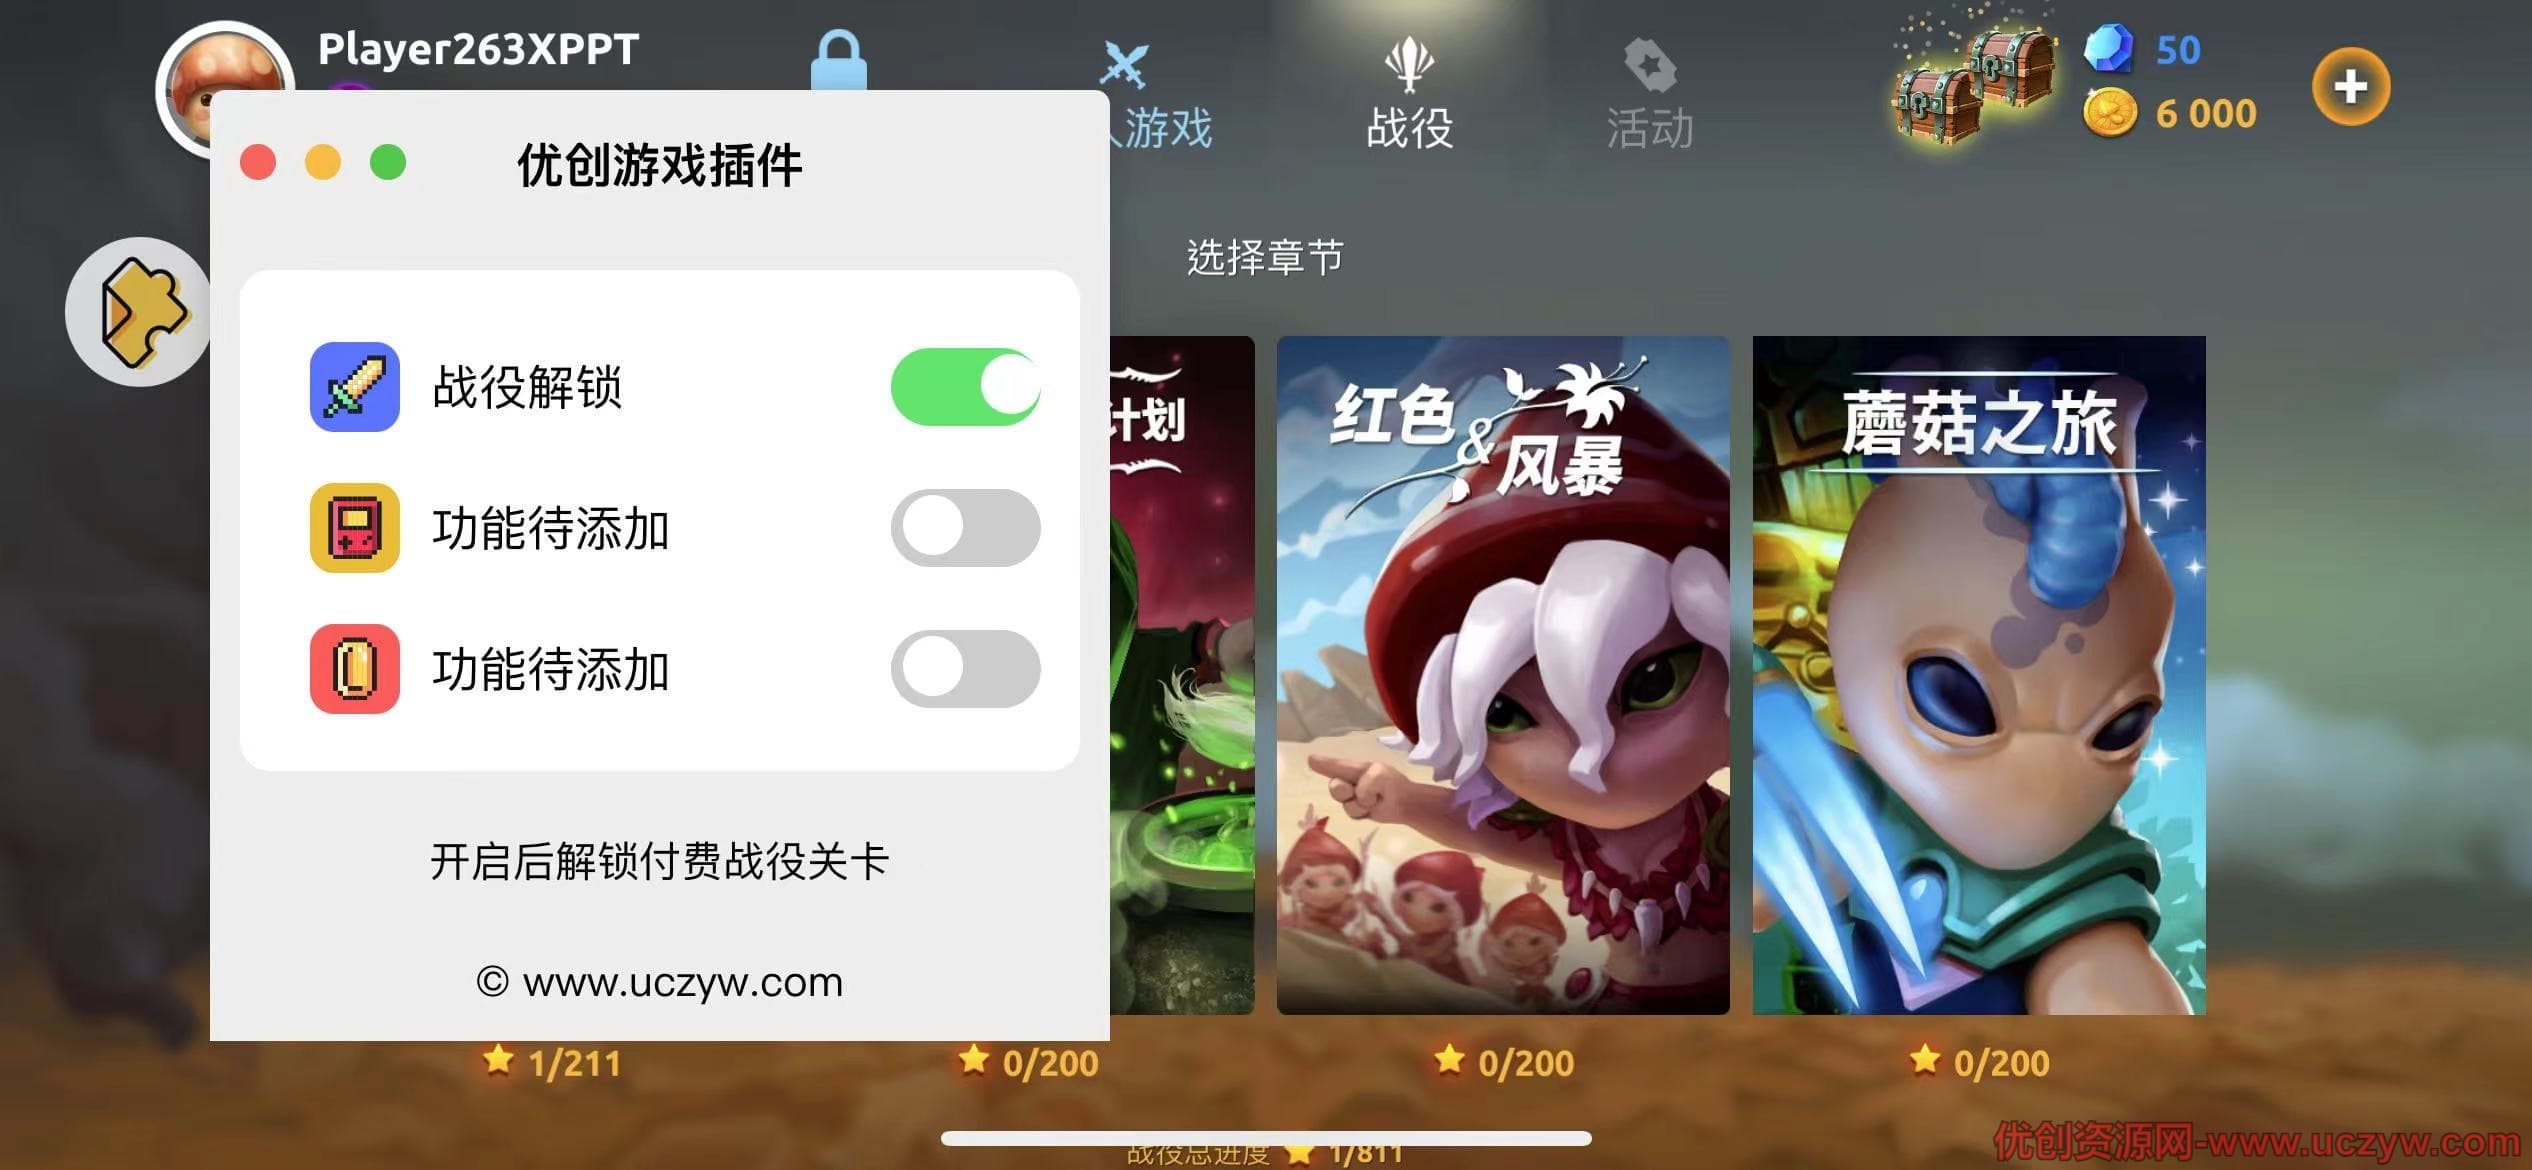 Player263XPPT
50
6 000
游戏
战役
活动
优创游戏插件
选择章节
战役解锁
功能待添加
功能待添加
开启后解锁付费战役关卡
© www.uczyw.com
计划
红色
&
风暴
蘑菇之旅
1/211
0/200
0/200
0/200
战役总进度 1/811
优创资源网-www.uczyw.com